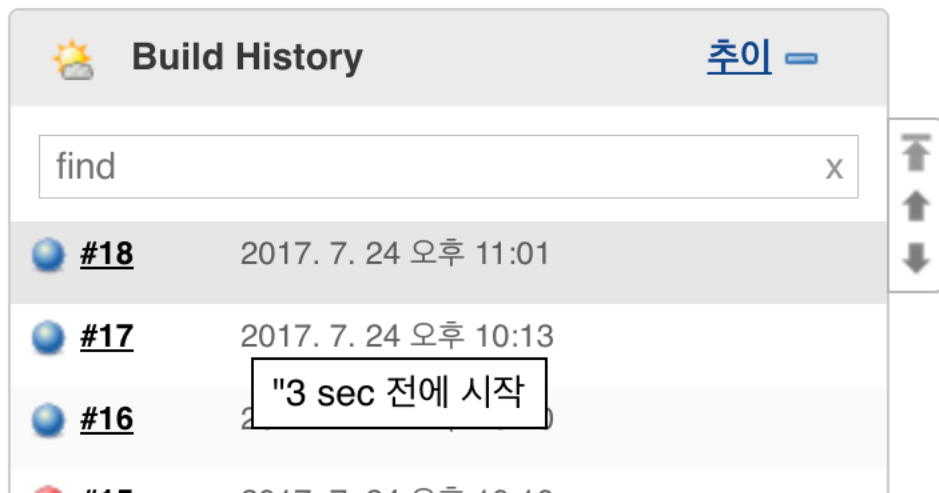 Build History 추이
find x
#18 2017. 7. 24 오후 11:01
#17 2017. 7. 24 오후 10:13
"3 sec 전에 시작
#16